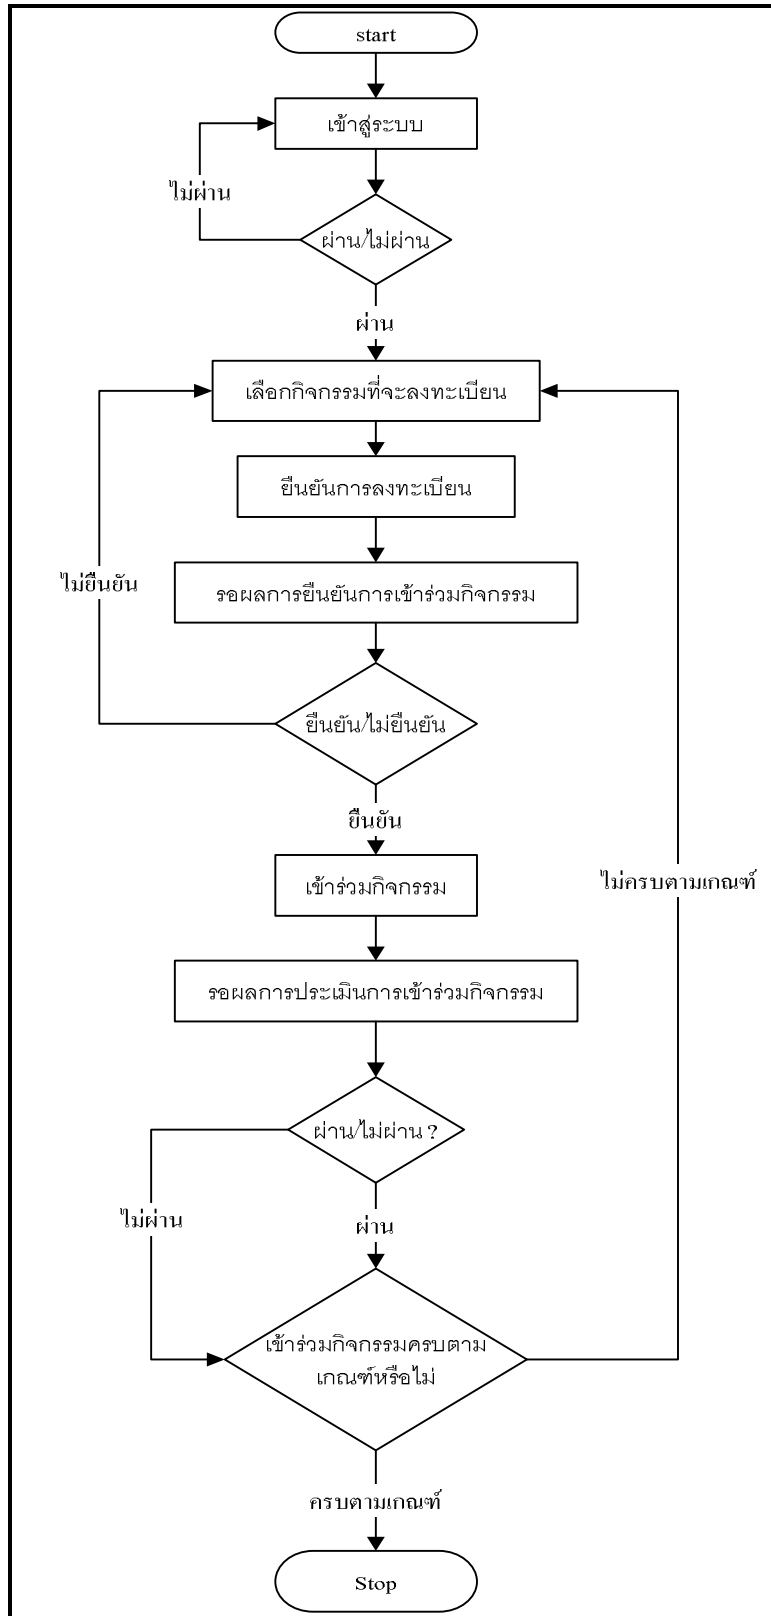 start
เข้าสู่ระบบ
ไม่ผ่าน
ผ่าน/ไม่ผ่าน
ผ่าน
เลือกกิจกรรมที่จะลงทะเบียน
ยืนยันการลงทะเบียน
ไม่ยืนยัน
รอผลการยืนยันการเข้าร่วมกิจกรรม
ยืนยัน/ไม่ยืนยัน
ยืนยัน
เข้าร่วมกิจกรรม
ไม่ครบตามเกณฑ์
รอผลการประเมินการเข้าร่วมกิจกรรม
ผ่าน/ไม่ผ่าน ?
ไม่ผ่าน
ผ่าน
เข้าร่วมกิจกรรมครบตาม
เกณฑ์หรือไม่
ครบตามเกณฑ์
Stop